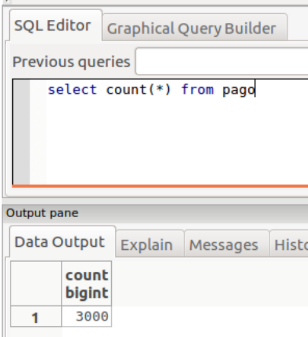 SQL Editor Graphical Query Builder
Previous queries
select count(*) from pago
Output pane
Data Output Explain Messages Histo
count
bigint
1 3000